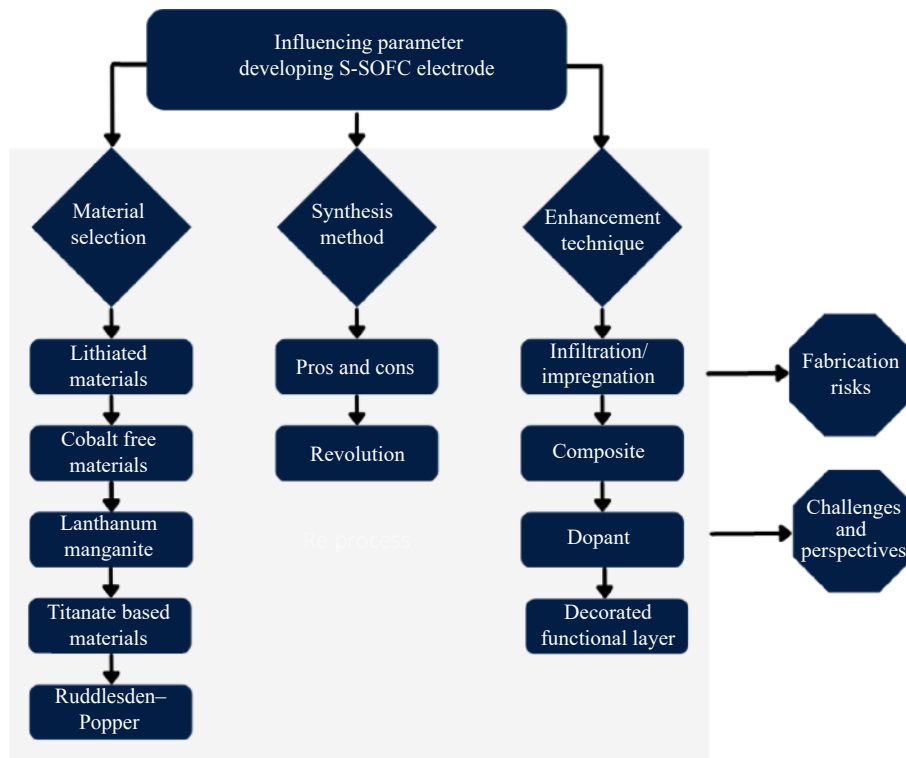 Influencing parameter
developing S-SOFC electrode
Material
selection
Synthesis
method
Enhancement
technique
Lithiated
materials
Cobalt free
materials
Lanthanum
manganite
Titanate based
materials
Ruddlesden–
Popper
Pros and cons
Revolution
Re process
Infiltration/
impregnation
Composite
Dopant
Decorated
functional layer
Fabrication
risks
Challenges
and
perspectives